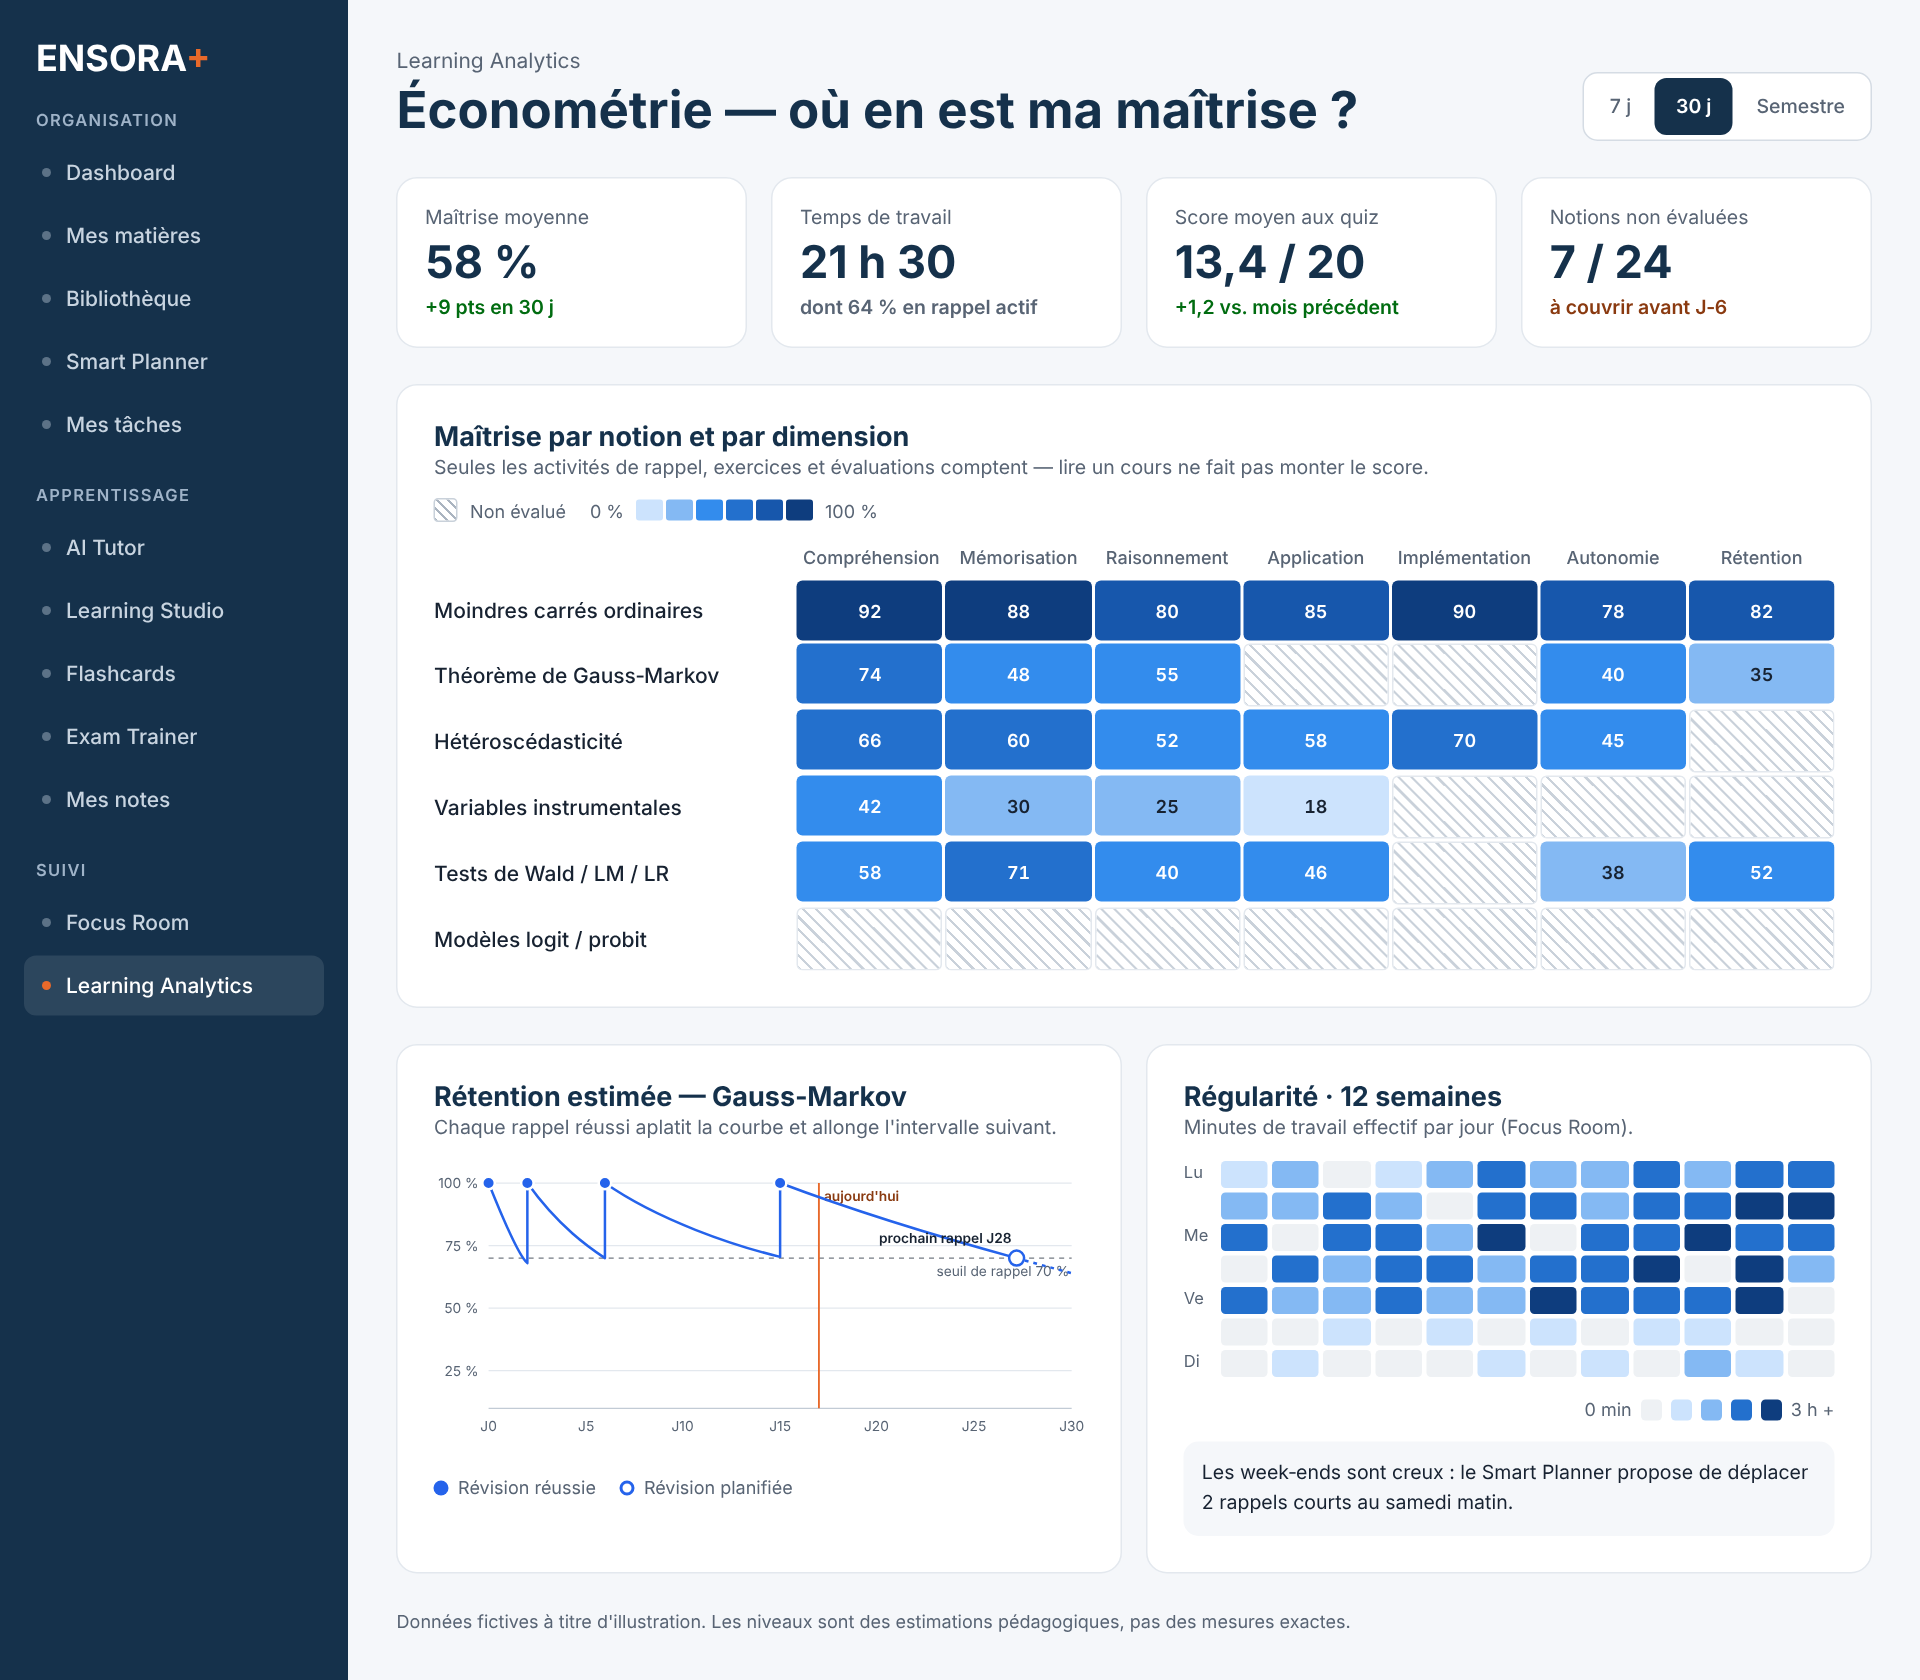 ENSORA+
ORGANISATION
Dashboard
Mes matières
Bibliothèque
Smart Planner
Mes tâches
APPRENTISSAGE
AI Tutor
Learning Studio
Flashcards
Exam Trainer
Mes notes
SUIVI
Focus Room
Learning Analytics
Learning Analytics
Économétrie — où en est ma maîtrise ?
7 j 30 j Semestre
Maîtrise moyenne
58 %
+9 pts en 30 j
Temps de travail
21 h 30
dont 64 % en rappel actif
Score moyen aux quiz
13,4 / 20
+1,2 vs. mois précédent
Notions non évaluées
7 / 24
à couvrir avant J-6
Maîtrise par notion et par dimension
Seules les activités de rappel, exercices et évaluations comptent — lire un cours ne fait pas monter le score.
Non évalué 0 % 100 %
Compréhension Mémorisation Raisonnement Application Implémentation Autonomie Rétention
Moindres carrés ordinaires 92 88 80 85 90 78 82
Théorème de Gauss-Markov 74 48 55 40 35
Hétéroscédasticité 66 60 52 58 70 45
Variables instrumentales 42 30 25 18
Tests de Wald / LM / LR 58 71 40 46 38 52
Modèles logit / probit
Rétention estimée — Gauss-Markov
Chaque rappel réussi aplatit la courbe et allonge l'intervalle suivant.
100 %
aujourd'hui
prochain rappel J28
75 %
seuil de rappel 70 %
50 %
25 %
J0 J5 J10 J15 J20 J25 J30
Révision réussie Révision planifiée
Régularité · 12 semaines
Minutes de travail effectif par jour (Focus Room).
Lu
Me
Ve
Di
0 min 3 h +
Les week-ends sont creux : le Smart Planner propose de déplacer
2 rappels courts au samedi matin.
Données fictives à titre d'illustration. Les niveaux sont des estimations pédagogiques, pas des mesures exactes.